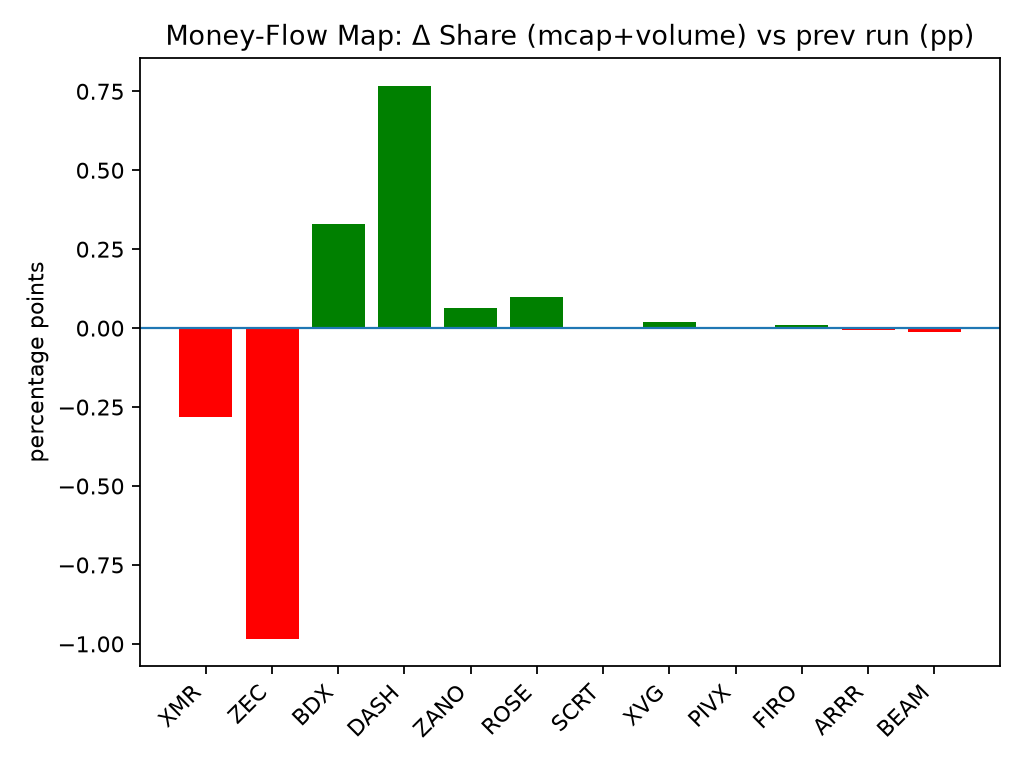 Money-Flow Map: Δ Share (mcap+volume) vs prev run (pp)
percentage points
0.75
0.50
0.25
0.00
−0.25
−0.50
−0.75
−1.00
XMR
ZEC
BDX
DASH
ZANO
ROSE
SCRT
XVG
PIVX
FIRO
ARRR
BEAM